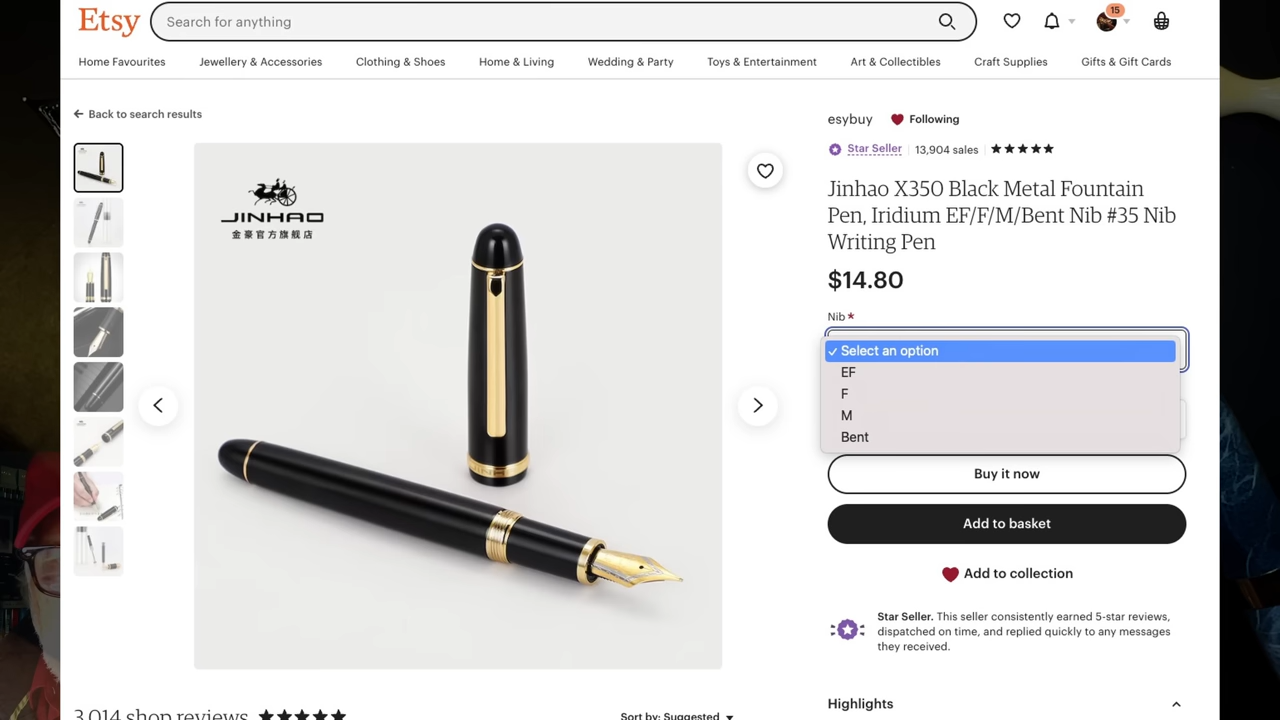 Etsy
Search for anything
15
Home Favourites
Jewellery & Accessories
Clothing & Shoes
Home & Living
Wedding & Party
Toys & Entertainment
Art & Collectibles
Craft Supplies
Gifts & Gift Cards
Back to search results
JINHAO
金豪官方旗舰店
esybuy
Following
Star Seller
13,904 sales
Jinhao X350 Black Metal Fountain
Pen, Iridium EF/F/M/Bent Nib #35 Nib
Writing Pen
$14.80
Nib *
Select an option
EF
F
M
Bent
Buy it now
Add to basket
Add to collection
Star Seller. This seller consistently earned 5-star reviews,
dispatched on time, and replied quickly to any messages
they received.
Highlights
3,014 shop reviews
Sort by: Suggested